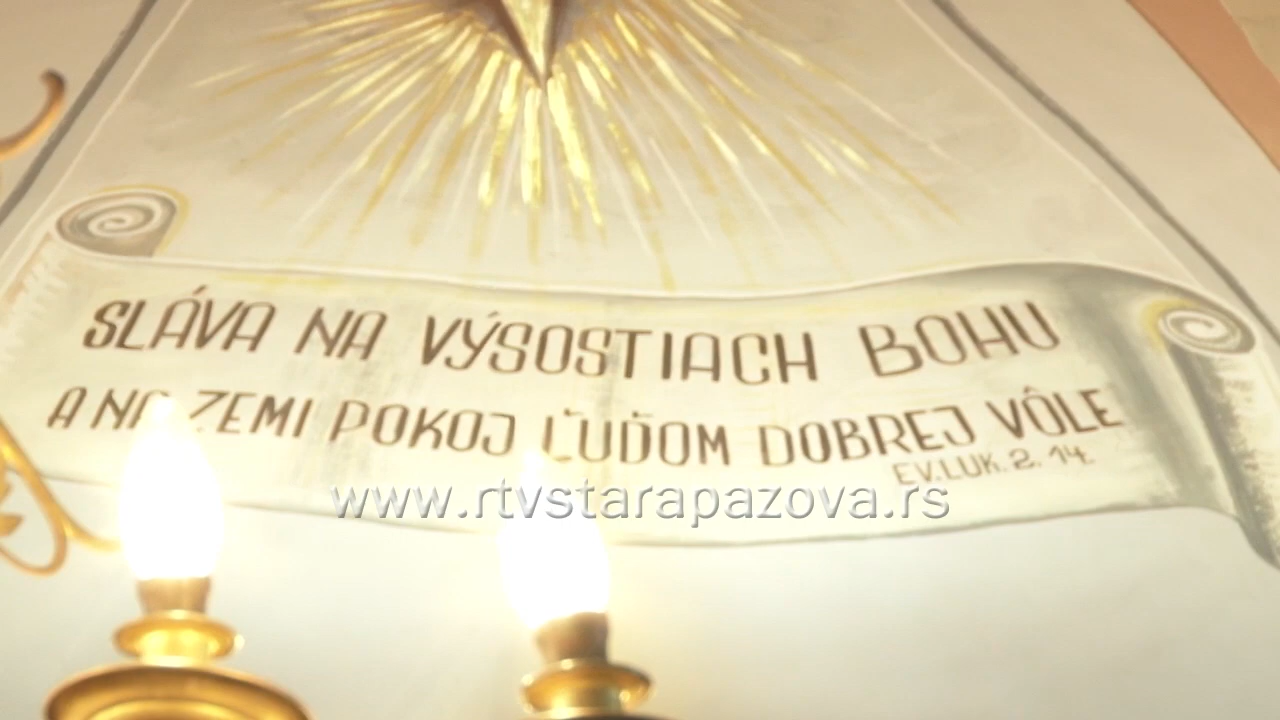 SLÁVA NA VÝSOSTIACH BOHU
A NA ZEMI POKOJ ĽUĎOM DOBREJ VÔLE
EV.LUK. 2. 14.
www.rtvstarapazova.rs